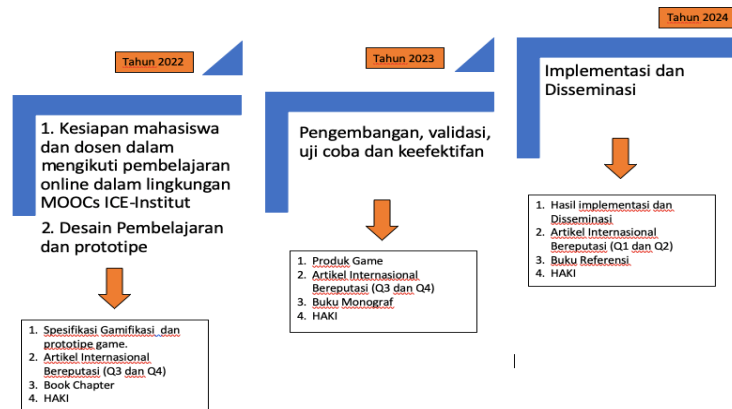 Tahun 2022
1. Kesiapan mahasiswa
dan dosen dalam
mengikuti pembelajaran
online dalam lingkungan
MOOCs ICE-Institut
2. Desain Pembelajaran
dan prototipe
1. Spesifikasi Gamifikasi dan
prototipe game.
2. Artikel Internasional
Bereputasi (Q3 dan Q4)
3. Book Chapter
4. HAKI
Tahun 2023
Pengembangan, validasi,
uji coba dan keefektifan
1. Produk Game
2. Artikel Internasional
Bereputasi (Q3 dan Q4)
3. Buku Monograf
4. HAKI
Tahun 2024
Implementasi dan
Disseminasi
1. Hasil implementasi dan
Disseminasi
2. Artikel Internasional
Bereputasi (Q1 dan Q2)
3. Buku Referensi
4. HAKI